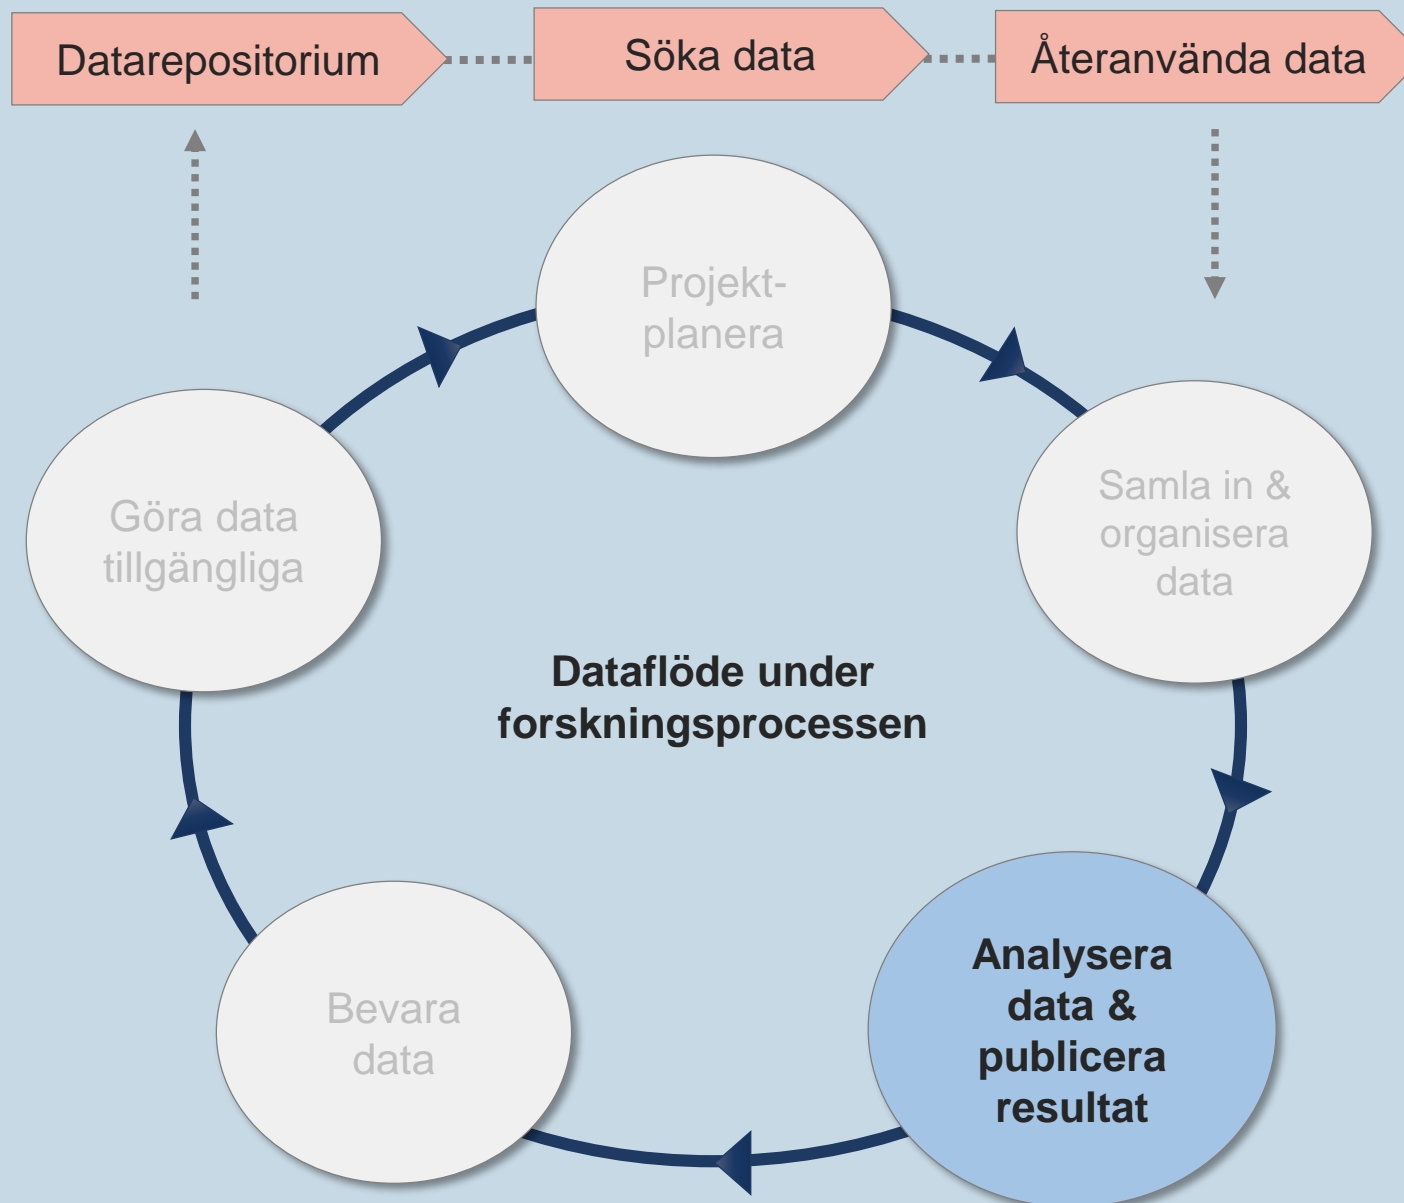 Datarepositorium
Söka data
Återanvända data
Projekt-
planera
Samla in &
organisera
data
Göra data
tillgängliga
Dataflöde under
forskningsprocessen
Analysera
data &
publicera
resultat
Bevara
data